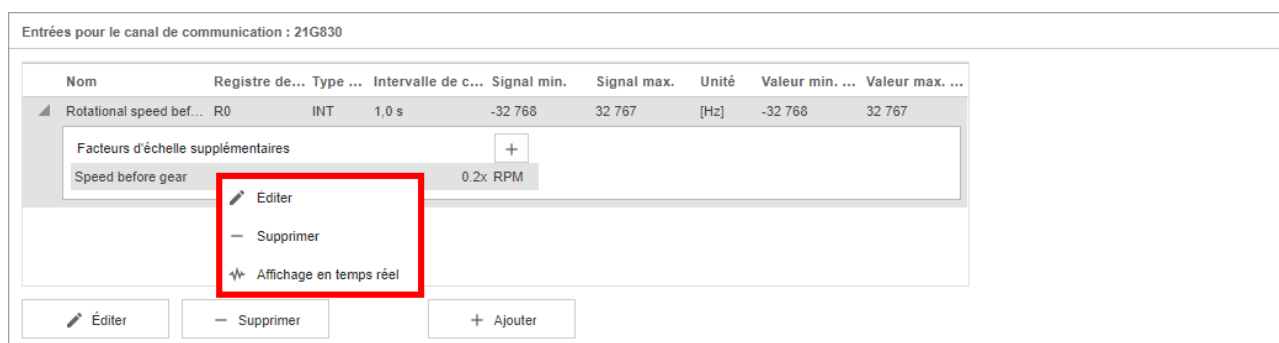 Entrées pour le canal de communication : 21G830
Nom Registre de... Type ... Intervalle de c... Signal min. Signal max. Unité Valeur min. ... Valeur max. ...
Rotational speed bef... R0 INT 1,0 s -32 768 32 767 [Hz] -32 768 32 767
Facteurs d'échelle supplémentaires +
Speed before gear 0.2x RPM
Éditer
Supprimer
Affichage en temps réel
Éditer Supprimer + Ajouter